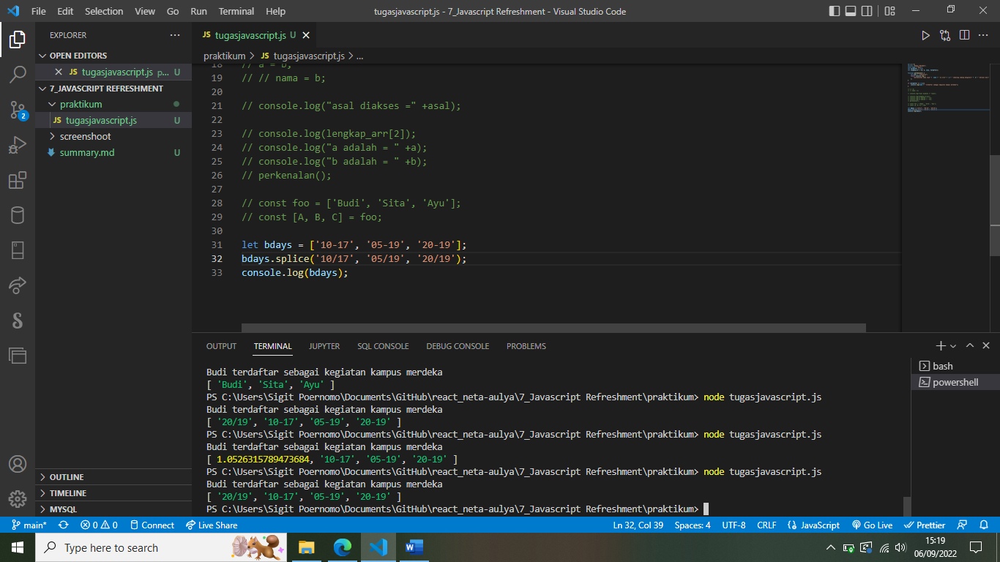 File Edit Selection View Go Run Terminal Help
tugasjavascript.js - 7_Javascript Refreshment - Visual Studio Code
EXPLORER
OPEN EDITORS
JS tugasjavascript.js p... U
7_JAVASCRIPT REFRESHMENT
praktikum
JS tugasjavascript.js U
screenshoot
summary.md U
OUTLINE
TIMELINE
MYSQL
2
JS tugasjavascript.js U
praktikum > JS tugasjavascript.js > ...
18 // a = b;
19 // // nama = b;
20
21 // console.log("asal diakses =" +asal);
22
23 // console.log(lengkap_arr[2]);
24 // console.log("a adalah = " +a);
25 // console.log("b adalah = " +b);
26 // perkenalan();
27
28 // const foo = ['Budi', 'Sita', 'Ayu'];
29 // const [A, B, C] = foo;
30
31 let bdays = ['10-17', '05-19', '20-19'];
32 bdays.splice('10/17', '05/19', '20/19');
33 console.log(bdays);
OUTPUT TERMINAL JUPYTER SQL CONSOLE DEBUG CONSOLE PROBLEMS
Budi terdaftar sebagai kegiatan kampus merdeka
[ 'Budi', 'Sita', 'Ayu' ]
PS C:\Users\Sigit Poernomo\Documents\GitHub\react_neta-aulya\7_Javascript Refreshment\praktikum> node tugasjavascript.js
Budi terdaftar sebagai kegiatan kampus merdeka
[ '20/19', '10-17', '05-19', '20-19' ]
PS C:\Users\Sigit Poernomo\Documents\GitHub\react_neta-aulya\7_Javascript Refreshment\praktikum> node tugasjavascript.js
Budi terdaftar sebagai kegiatan kampus merdeka
[ 1.0526315789473684, '10-17', '05-19', '20-19' ]
PS C:\Users\Sigit Poernomo\Documents\GitHub\react_neta-aulya\7_Javascript Refreshment\praktikum> node tugasjavascript.js
Budi terdaftar sebagai kegiatan kampus merdeka
[ '20/19', '10-17', '05-19', '20-19' ]
PS C:\Users\Sigit Poernomo\Documents\GitHub\react_neta-aulya\7_Javascript Refreshment\praktikum>
bash
powershell
main* 0 0 Connect Live Share
Ln 32, Col 39 Spaces: 4 UTF-8 CRLF JavaScript Go Live Prettier
Type here to search
15:19
06/09/2022